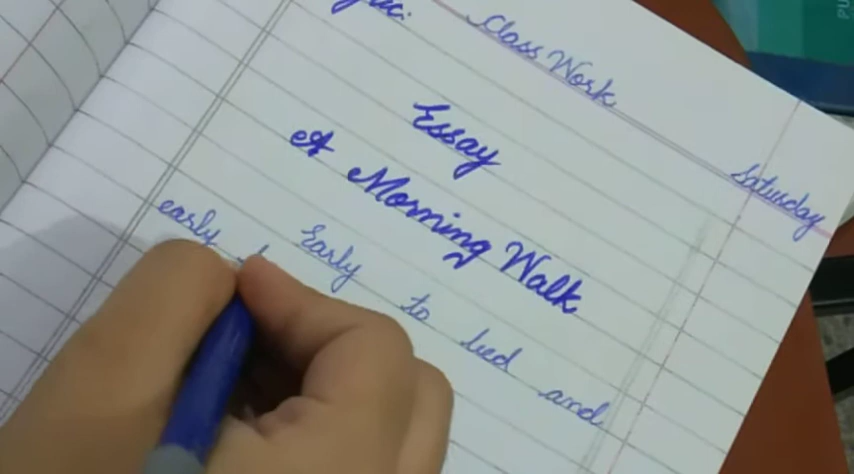 Class Work
Saturday
Essay
A Morning Walk
Early to bed and
early